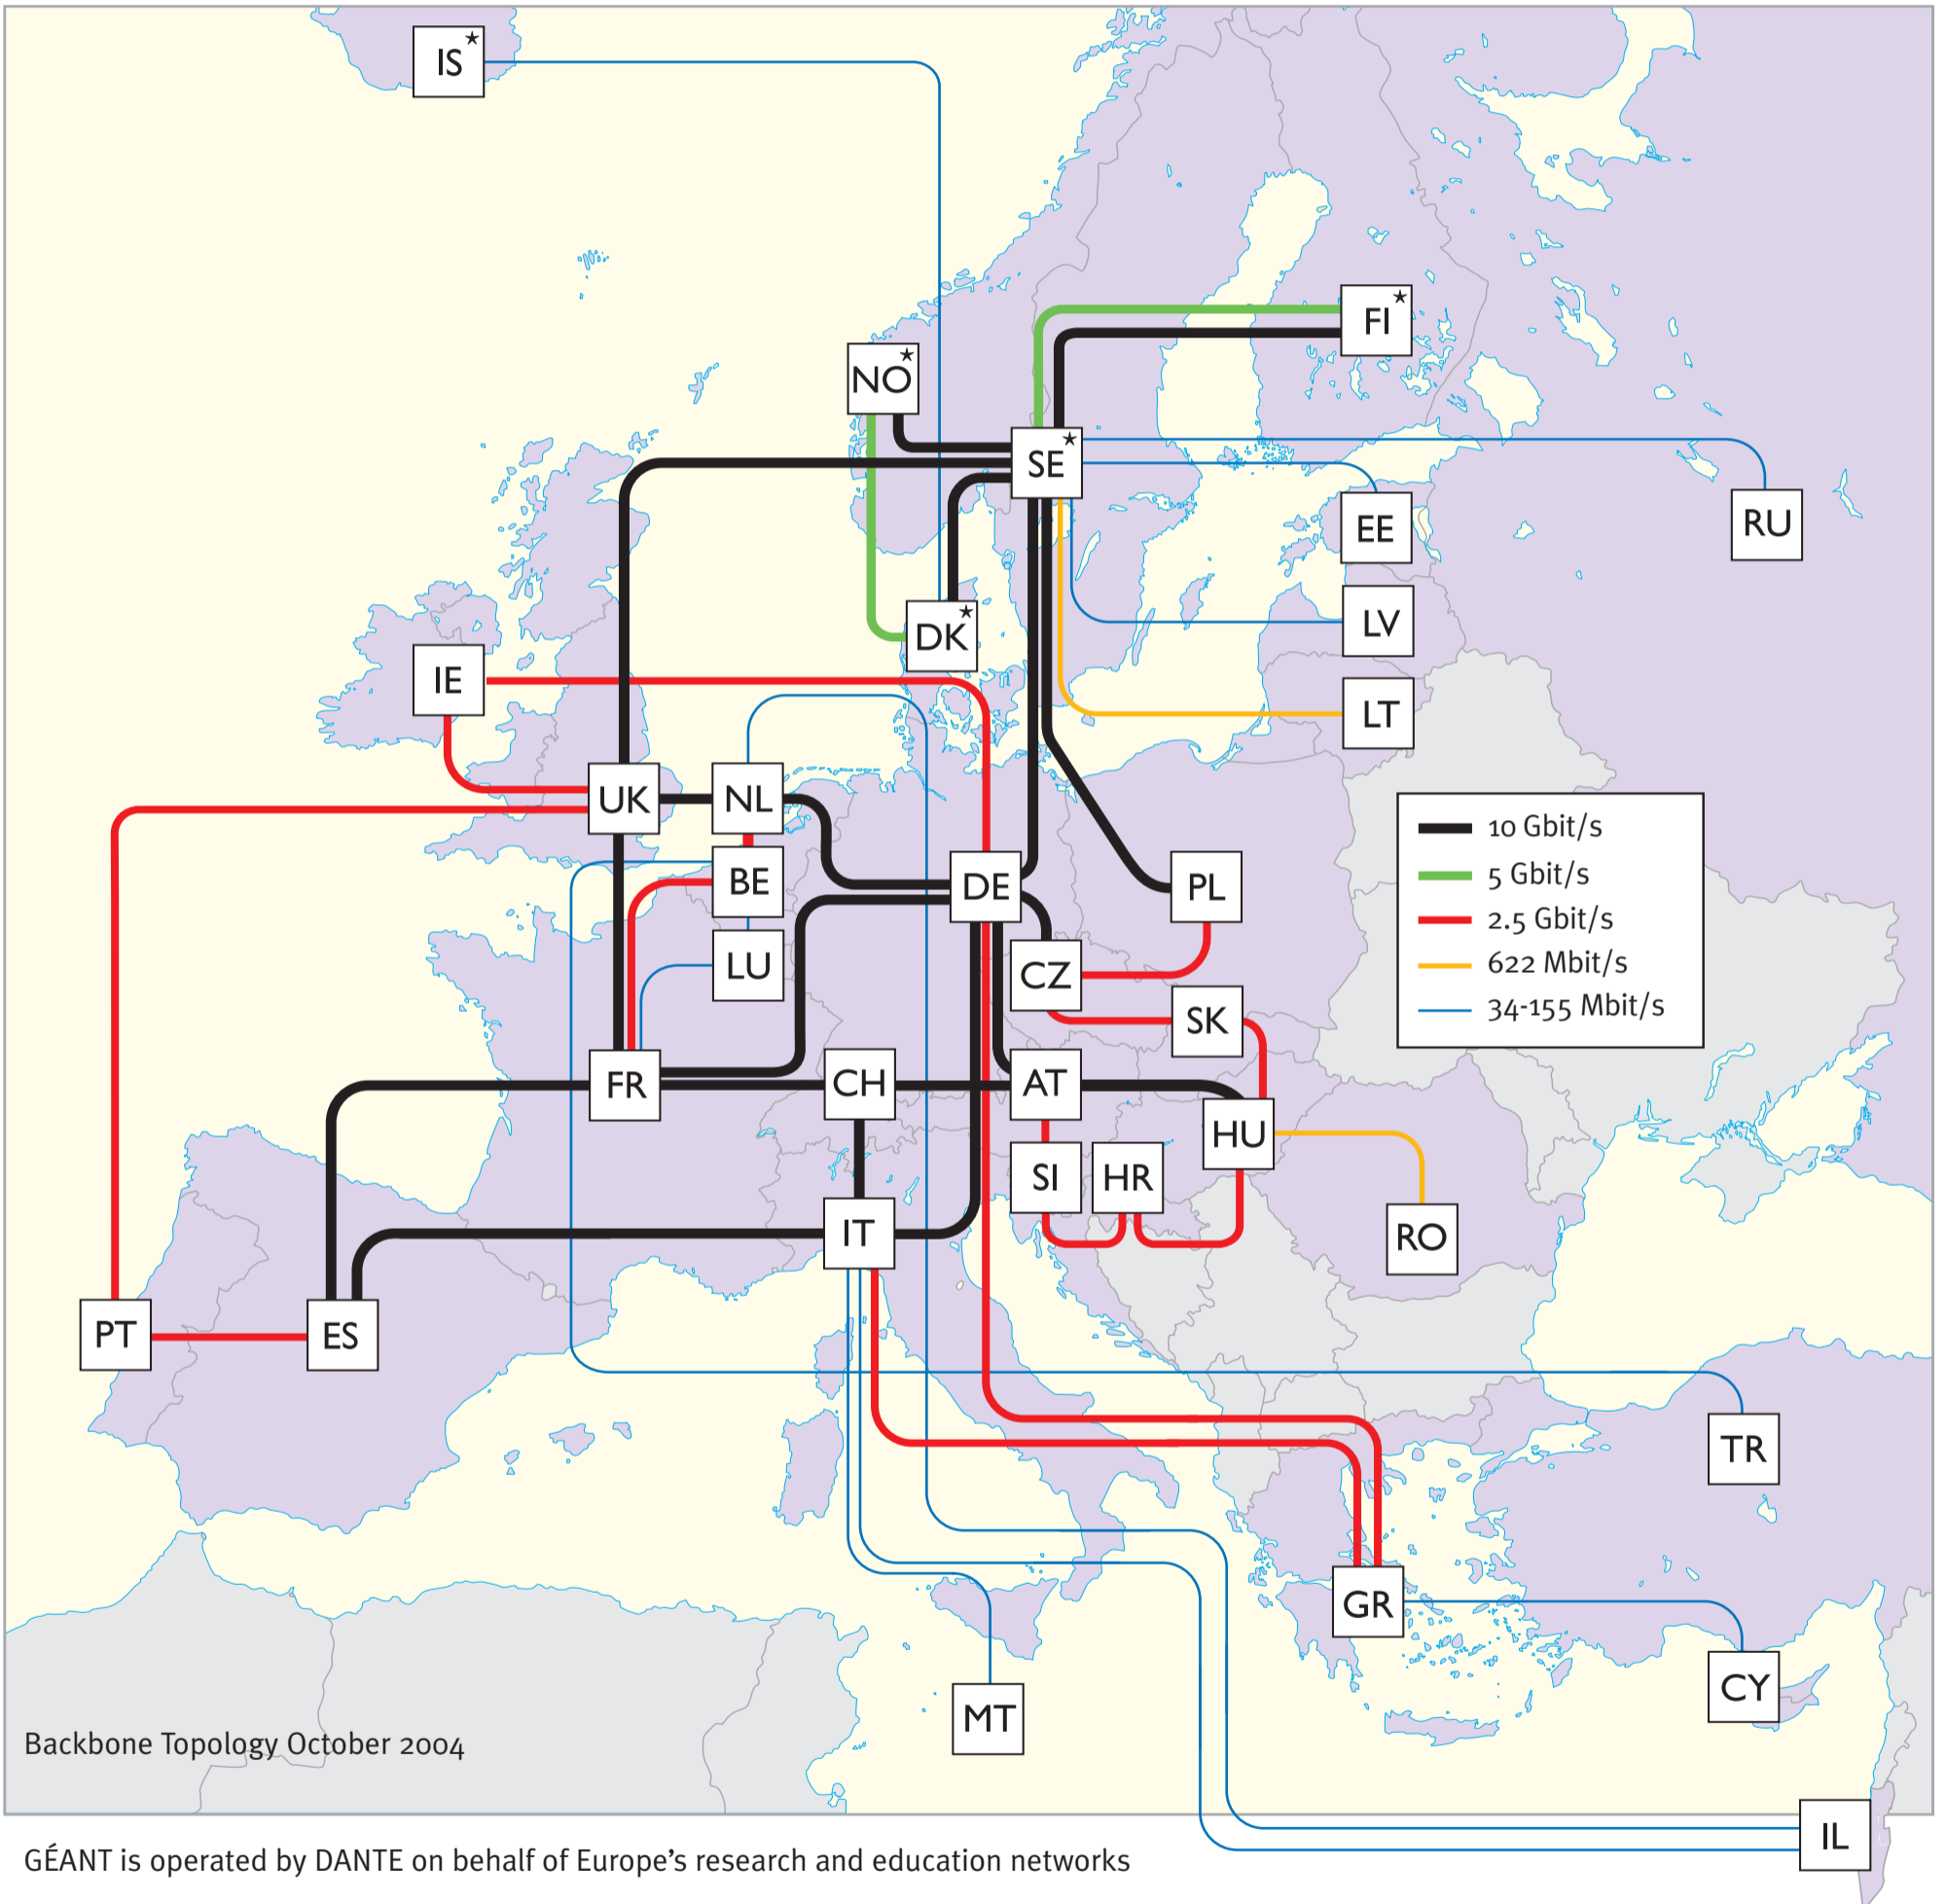 IS★
FI★
NO★
SE★
EE
RU
DK★
LV
IE
LT
UK
NL
10 Gbit/s
5 Gbit/s
2.5 Gbit/s
622 Mbit/s
34-155 Mbit/s
BE
DE
PL
LU
CZ
SK
FR
CH
AT
HU
SI
HR
IT
RO
PT
ES
TR
GR
CY
MT
Backbone Topology October 2004
IL
GÉANT is operated by DANTE on behalf of Europe’s research and education networks